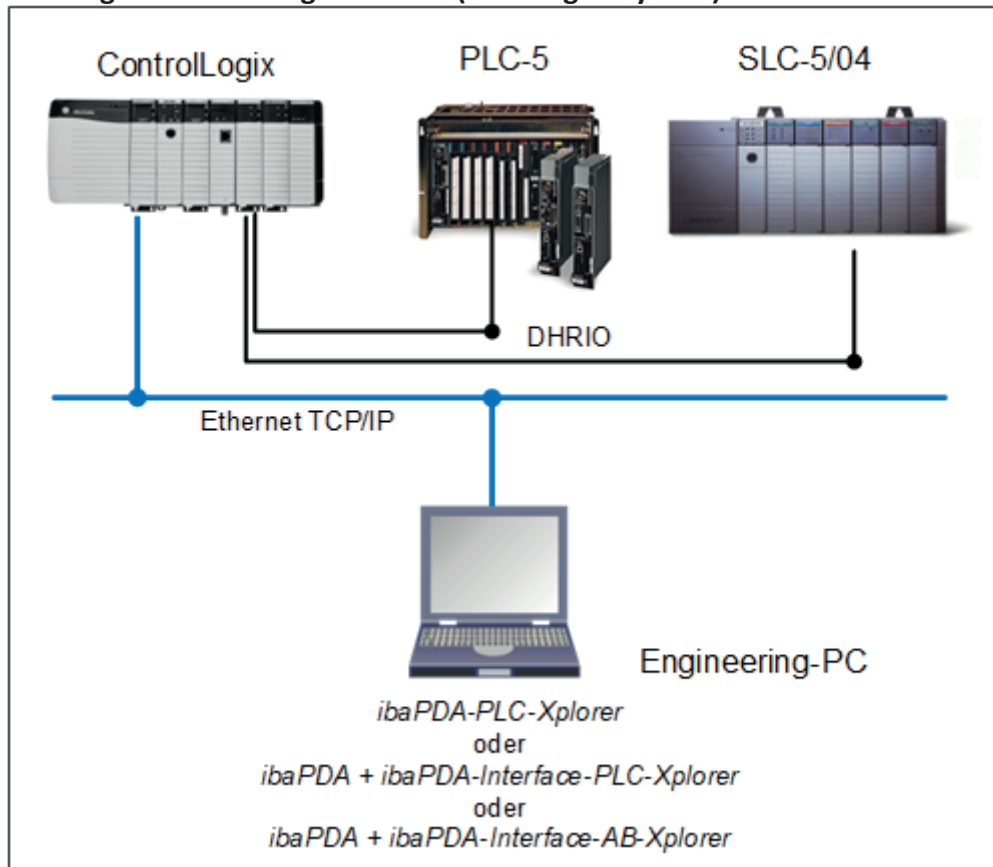 ControlLogix
PLC-5
SLC-5/04
DHRIO
Ethernet TCP/IP
Engineering-PC
ibaPDA-PLC-Xplorer
oder
ibaPDA + ibaPDA-Interface-PLC-Xplorer
oder
ibaPDA + ibaPDA-Interface-AB-Xplorer